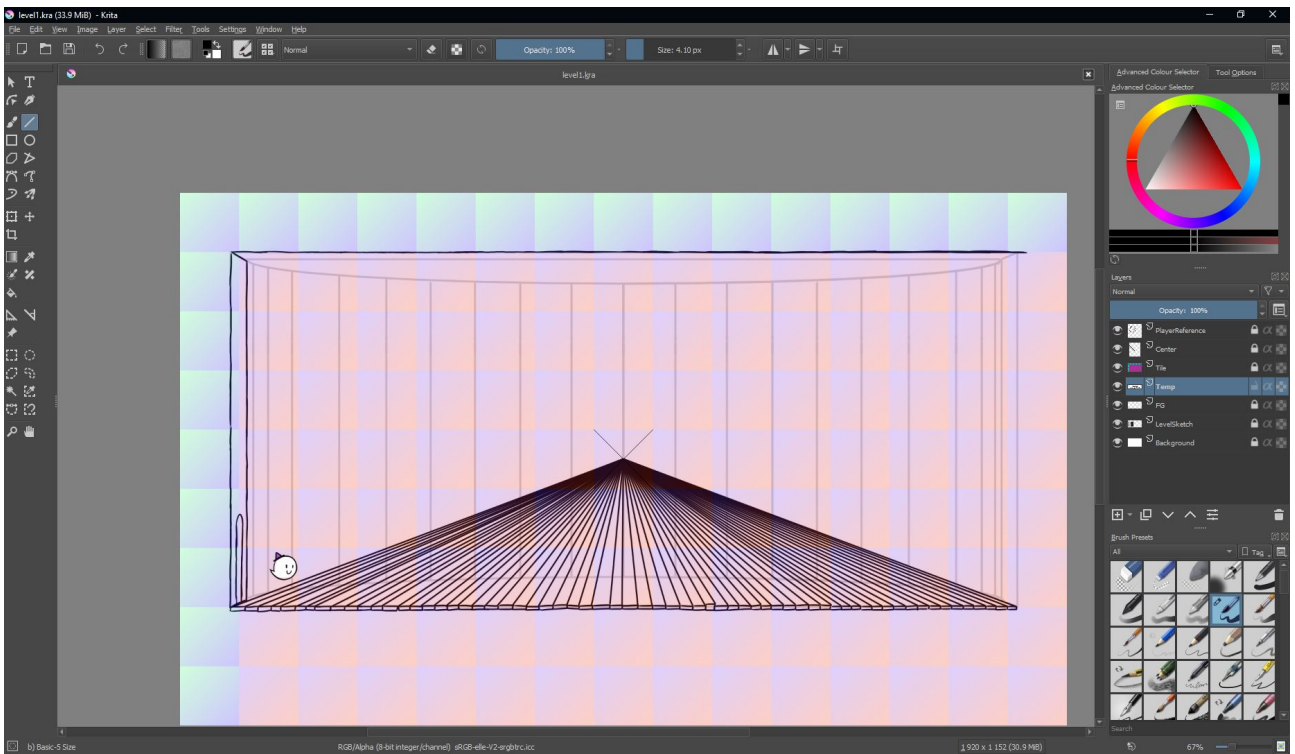 level1.kra (33.9 MiB) - Krita
File Edit View Image Layer Select Filter Tools Settings Window Help
Normal
Opacity: 100%
Size: 4.10 px
level1.kra
Advanced Colour Selector
Tool Options
Advanced Colour Selector
Layers
Normal
Opacity: 100%
PlayerReference
Center
Tile
Temp
FG
LevelSketch
Background
Brush Presets
All
Tag
Search
b) Basic-5 Size
RGB/Alpha (8-bit integer/channel) sRGB-elle-V2-srgbtrc.icc
1 920 x 1 152 (30.9 MiB)
67%